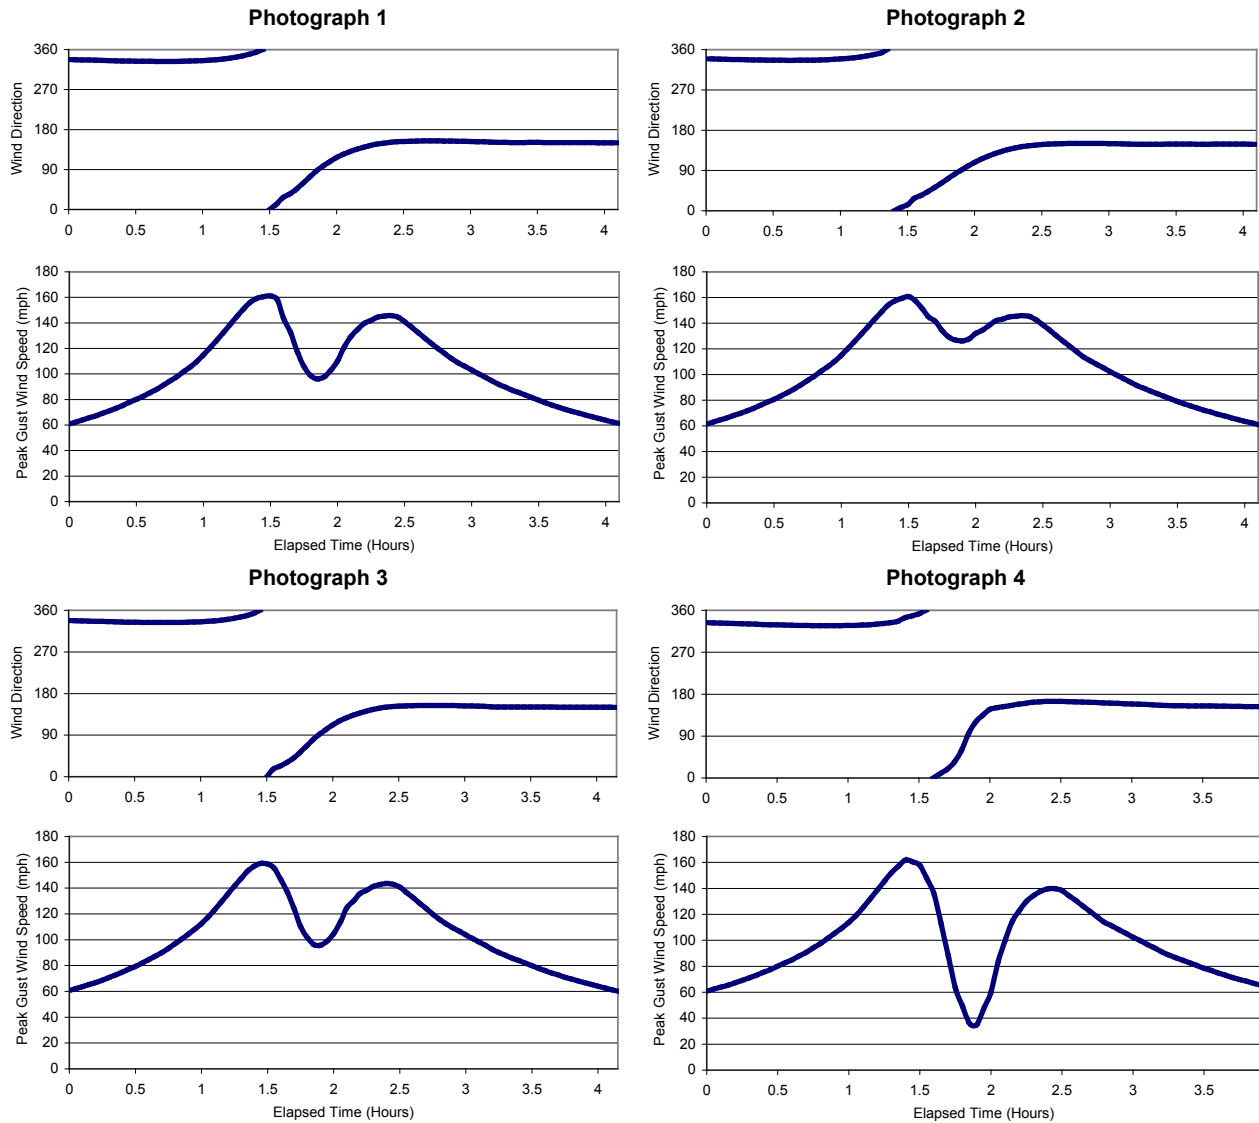 Photograph 1
Wind Direction
360
270
180
90
0
0 0.5 1 1.5 2 2.5 3 3.5 4
Peak Gust Wind Speed (mph)
180
160
140
120
100
80
60
40
20
0
0 0.5 1 1.5 2 2.5 3 3.5 4
Elapsed Time (Hours)
Photograph 2
Wind Direction
360
270
180
90
0
0 0.5 1 1.5 2 2.5 3 3.5 4
Peak Gust Wind Speed (mph)
180
160
140
120
100
80
60
40
20
0
0 0.5 1 1.5 2 2.5 3 3.5 4
Elapsed Time (Hours)
Photograph 3
Wind Direction
360
270
180
90
0
0 0.5 1 1.5 2 2.5 3 3.5 4
Peak Gust Wind Speed (mph)
180
160
140
120
100
80
60
40
20
0
0 0.5 1 1.5 2 2.5 3 3.5 4
Elapsed Time (Hours)
Photograph 4
Wind Direction
360
270
180
90
0
0 0.5 1 1.5 2 2.5 3 3.5
Peak Gust Wind Speed (mph)
180
160
140
120
100
80
60
40
20
0
0 0.5 1 1.5 2 2.5 3 3.5
Elapsed Time (Hours)